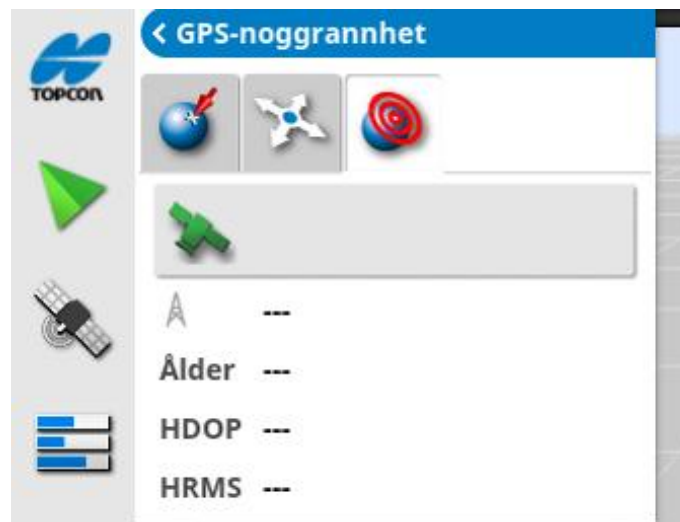 TOPCON
GPS-noggrannhet
---
Ålder ---
HDOP ---
HRMS ---